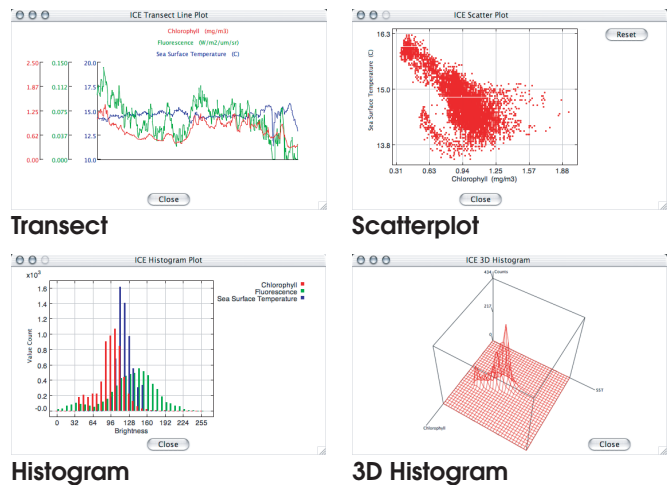 ICE Transect Line Plot
Chlorophyll (mg/m3)
Fluorescence (W/m2/um/sr)
Sea Surface Temperature (C)
2.50 0.150 20.0
1.87 0.112 17.5
1.25 0.075 15.0
0.62 0.037 12.5
0.00 0.000 10.0
Close
Transect
ICE Scatter Plot
Reset
16.3
15.0
13.8
Sea Surface Temperature (C)
0.31 0.63 0.94 1.25 1.57 1.88
Chlorophyll (mg/m3)
Close
Scatterplot
ICE Histogram Plot
x10³
Chlorophyll
Fluorescence
Sea Surface Temperature
1.6
1.4
1.2
1.0
0.8
0.6
0.4
0.2
-0.0
Value Count
0 32 64 96 128 160 192 224 255
Brightness
Close
Histogram
ICE 3D Histogram
434 Counts
217
0
SST
Chlorophyll
Close
3D Histogram